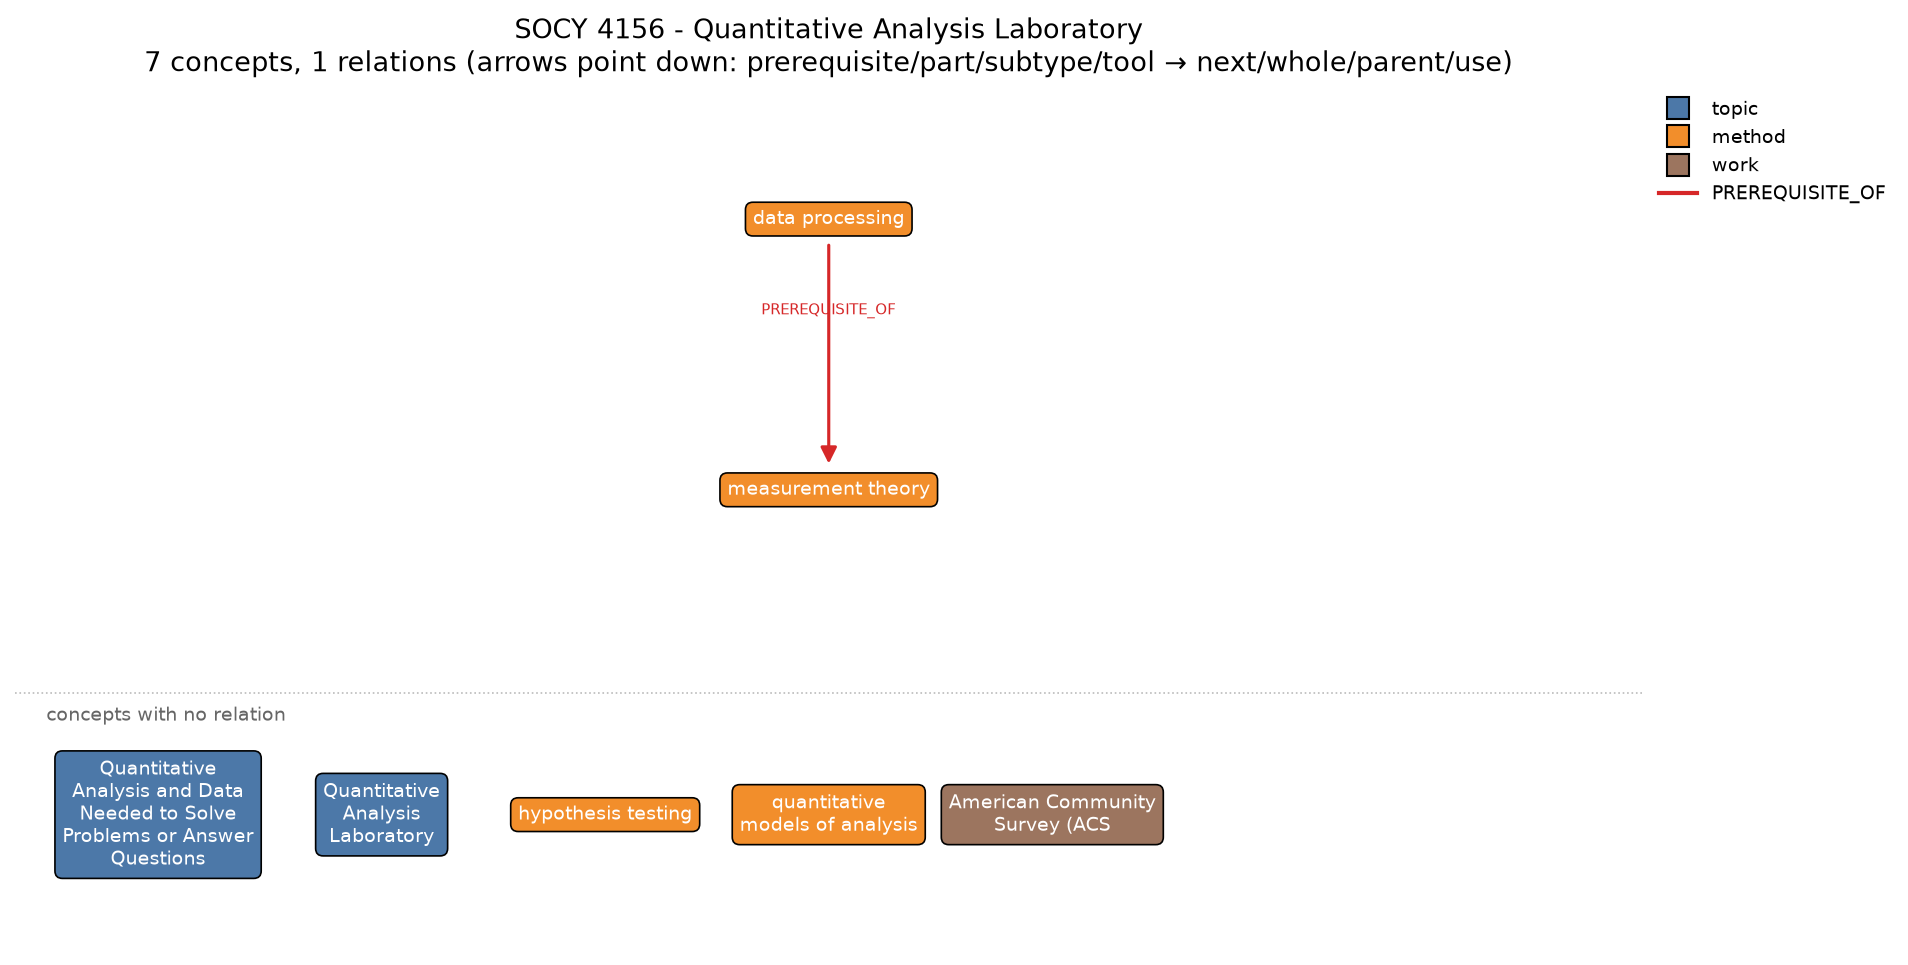 SOCY 4156 - Quantitative Analysis Laboratory
7 concepts, 1 relations (arrows point down: prerequisite/part/subtype/tool → next/whole/parent/use)
topic
method
work
PREREQUISITE_OF
data processing
PREREQUISITE_OF
measurement theory
concepts with no relation
Quantitative
Analysis and Data
Needed to Solve
Problems or Answer
Questions
Quantitative
Analysis
Laboratory
hypothesis testing
quantitative
models of analysis
American Community
Survey (ACS